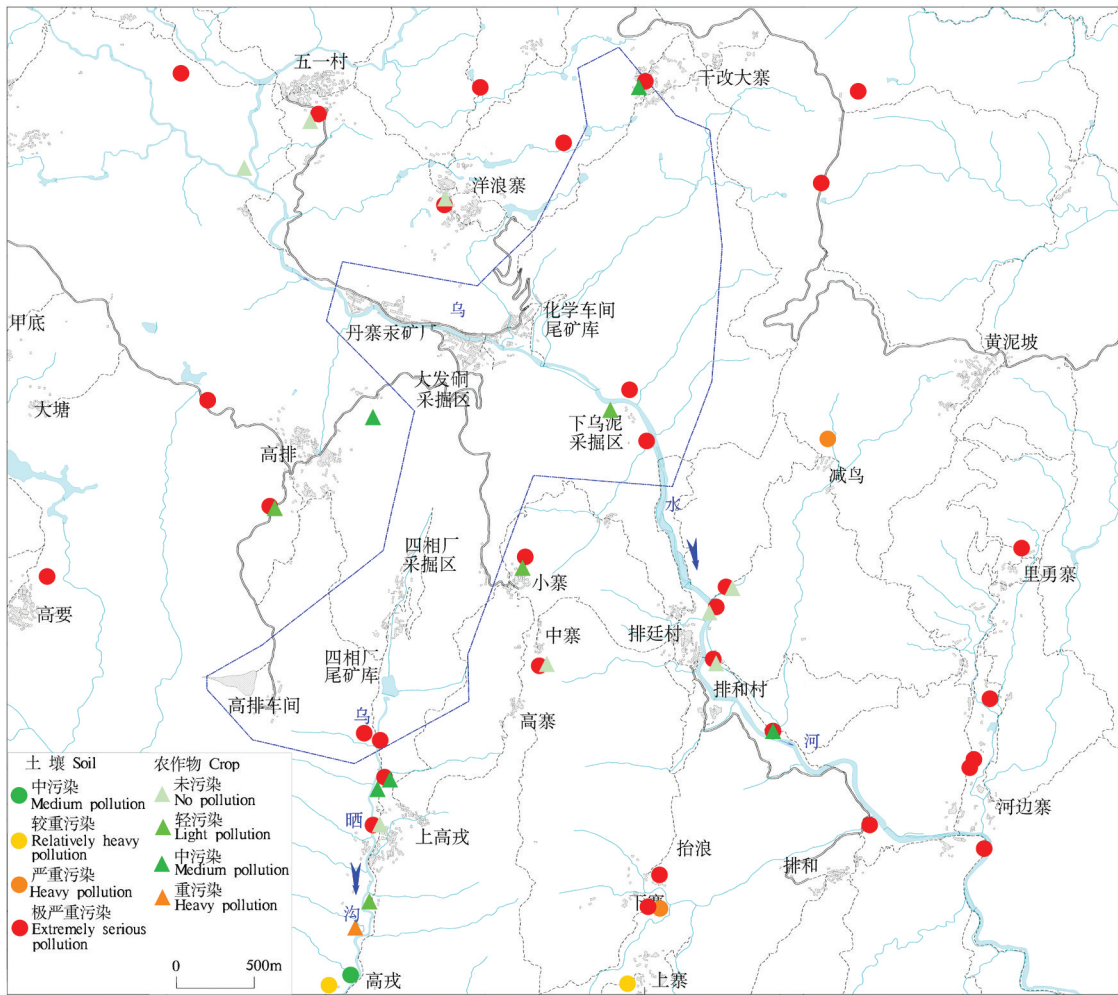 五一村
干改大寨
洋浪寨
乌
化学车间
尾矿库
丹寨汞矿厂
甲底
黄泥坡
大发硐
采掘区
大塘
下乌泥
采掘区
高排
减鸟
水
四相厂
采掘区
里勇寨
小寨
高要
排廷村
中寨
四相厂
尾矿库
排和村
高排车间
高寨
乌
河
土 壤 Soil
中污染
Medium pollution
较重污染
Relatively heavy
pollution
严重污染
Heavy pollution
极严重污染
Extremely serious
pollution
农作物 Crop
未污染
No pollution
轻污染
Light pollution
中污染
Medium pollution
重污染
Heavy pollution
0
500m
河边寨
晒
上高戎
抬浪
排和
下寨
沟
高戎
上寨